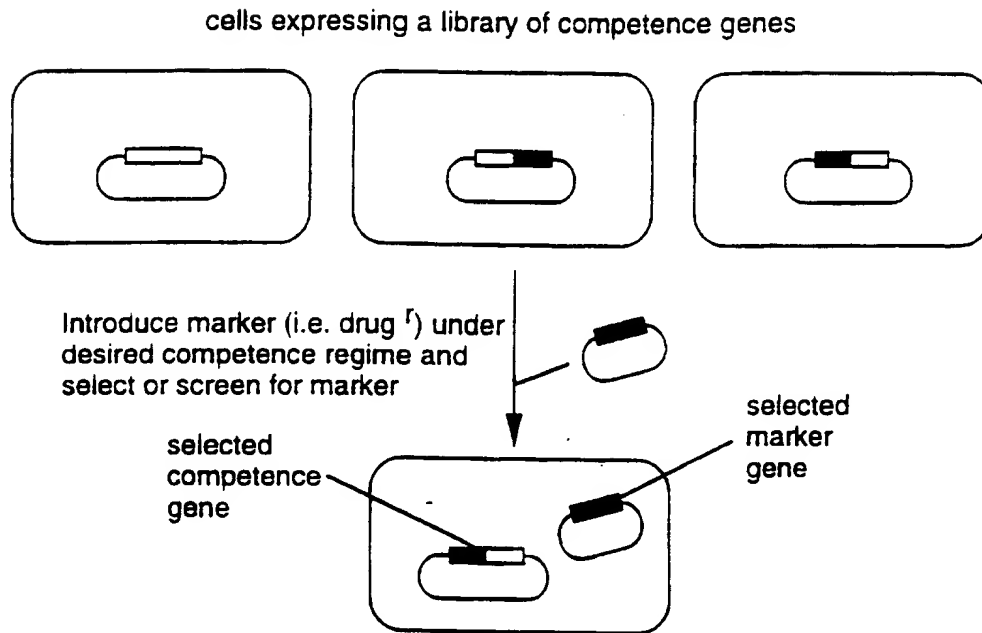 cells expressing a library of competence genes
Introduce marker (i.e. drug r) under
desired competence regime and
select or screen for marker
selected
competence
gene
selected
marker
gene